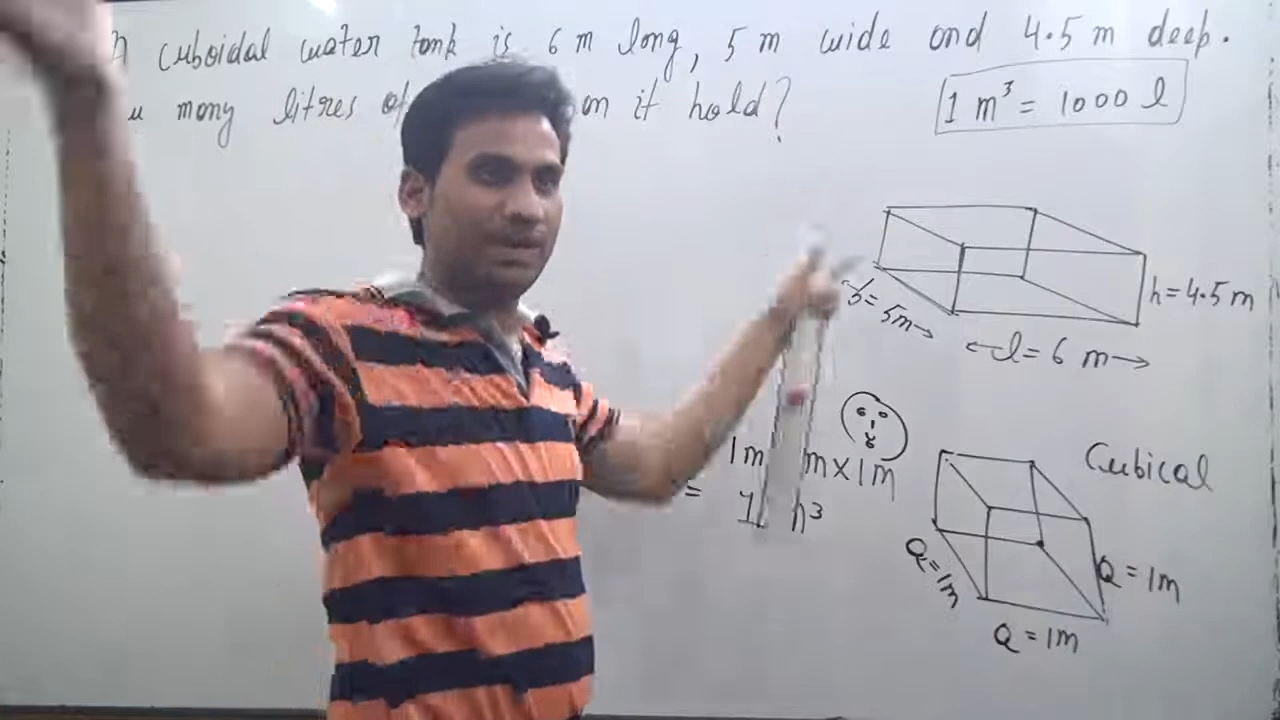 cuboidal water tank is 6 m long, 5 m wide and 4.5 m deep.
many litres of it hold?
1 m³ = 1000 l
h = 4.5 m
b = 5m
l = 6 m
1m m x 1m
=
Cubical
a = 1m
a = 1m
a = 1m